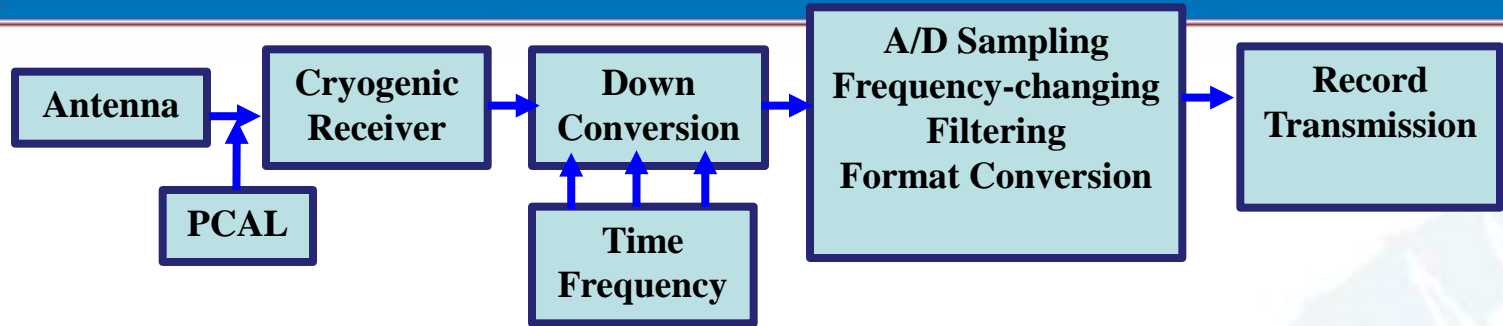 Antenna
PCAL
Cryogenic
Receiver
Down
Conversion
Time
Frequency
A/D Sampling
Frequency-changing
Filtering
Format Conversion
Record
Transmission